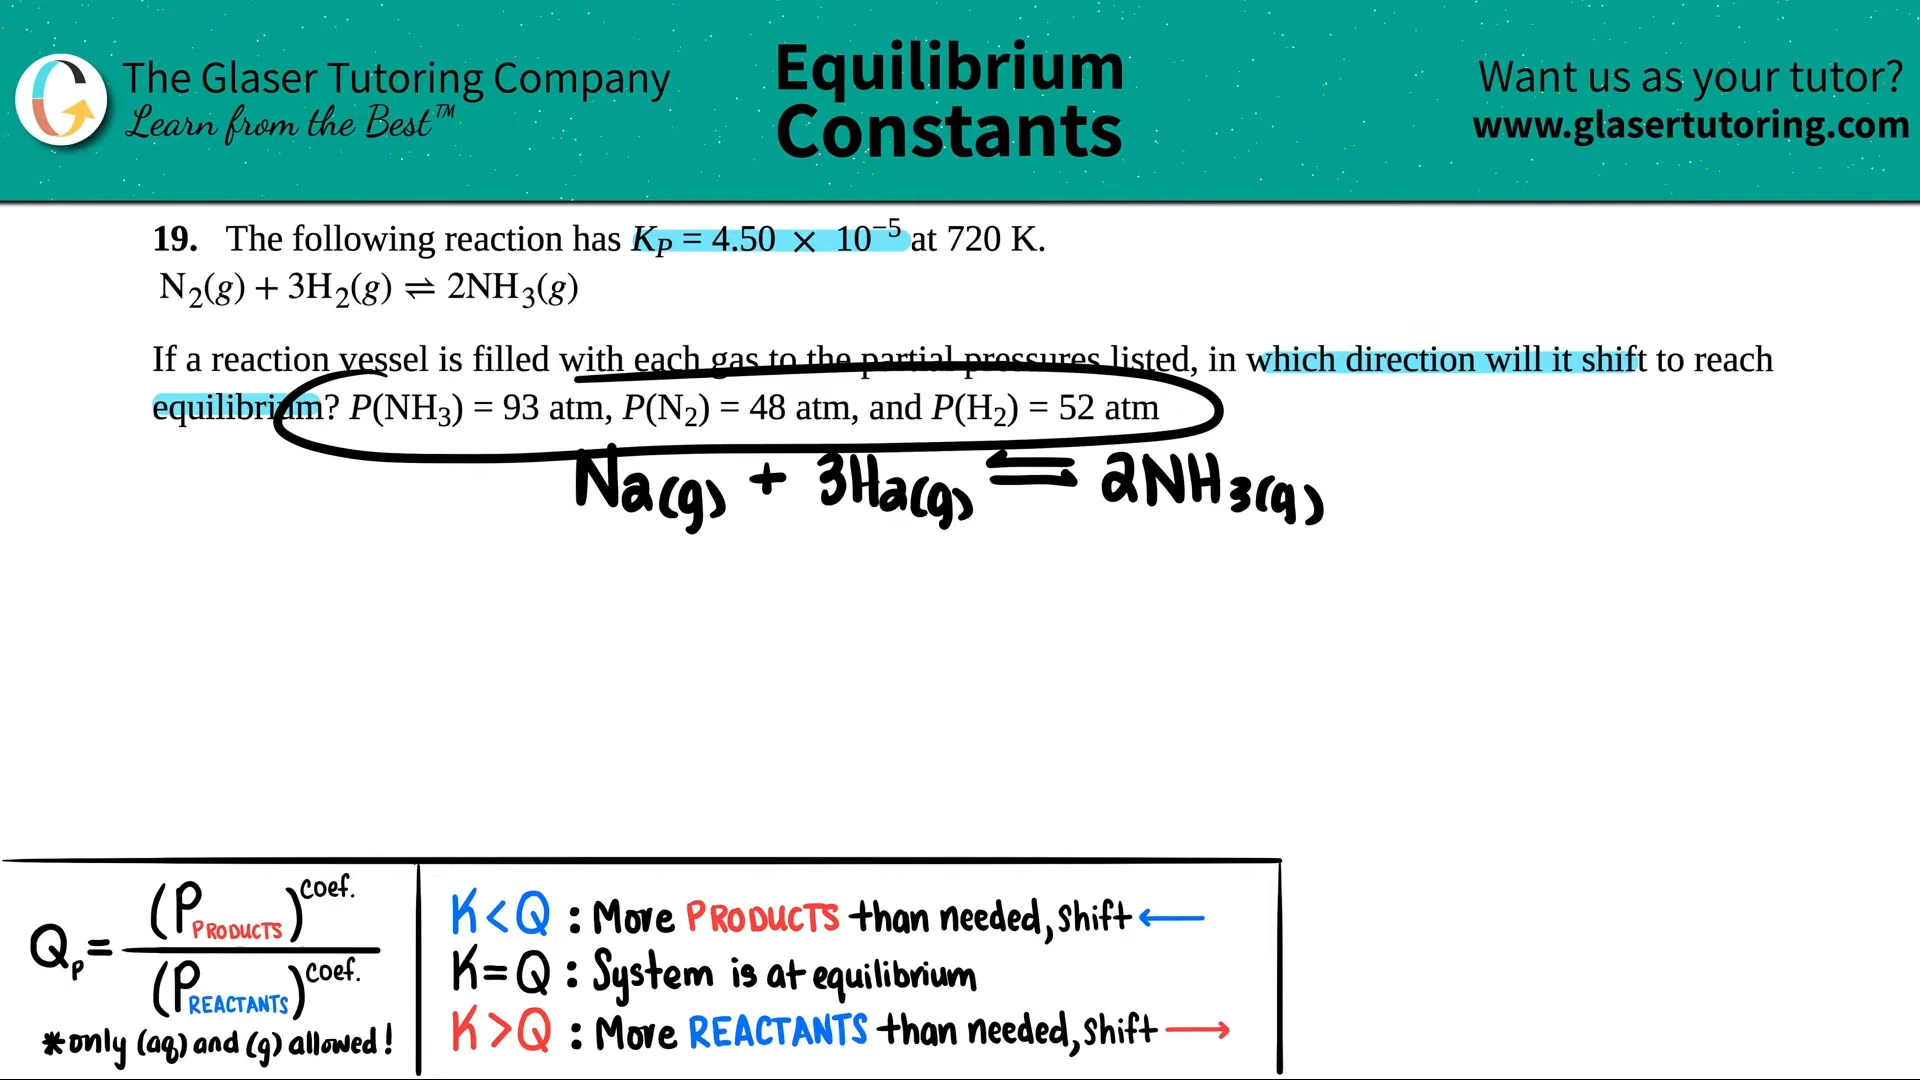 The Glaser Tutoring Company
Learn from the Best™
Equilibrium
Constants
Want us as your tutor?
www.glasertutoring.com
19. The following reaction has K_P = 4.50 × 10⁻⁵ at 720 K.
N₂(g) + 3H₂(g) ⇌ 2NH₃(g)
If a reaction vessel is filled with each gas to the partial pressures listed, in which direction will it shift to reach
equilibrium? P(NH₃) = 93 atm, P(N₂) = 48 atm, and P(H₂) = 52 atm
N₂(g) + 3H₂(g) ⇌ 2NH₃(g)
Qₚ = (P PRODUCTS)^coef. / (P REACTANTS)^coef.
*only (aq) and (g) allowed!
K<Q : More PRODUCTS than needed, shift ←
K=Q : System is at equilibrium
K>Q : More REACTANTS than needed, shift →